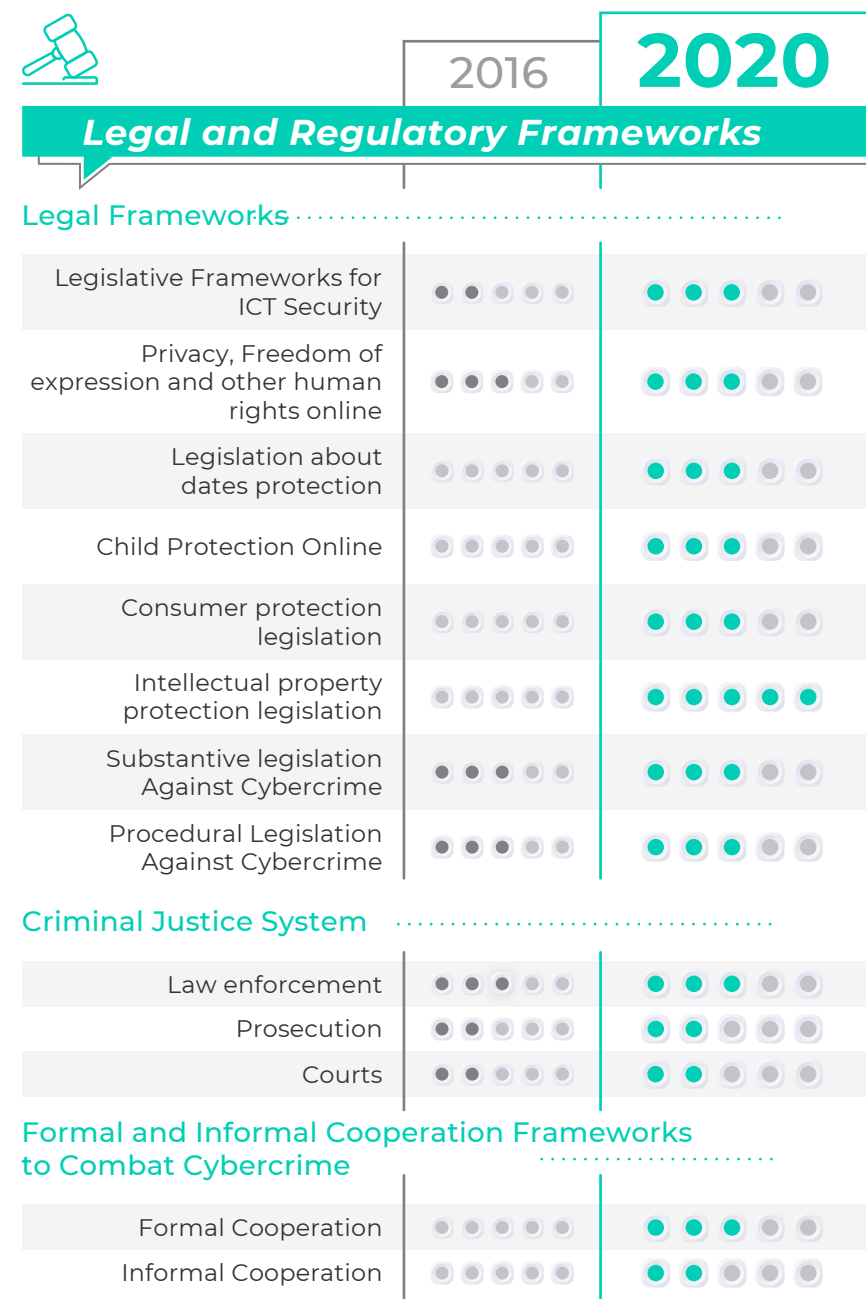 2016
2020
Legal and Regulatory Frameworks
Legal Frameworks
Legislative Frameworks for
ICT Security
Privacy, Freedom of
expression and other human
rights online
Legislation about
dates protection
Child Protection Online
Consumer protection
legislation
Intellectual property
protection legislation
Substantive legislation
Against Cybercrime
Procedural Legislation
Against Cybercrime
Criminal Justice System
Law enforcement
Prosecution
Courts
Formal and Informal Cooperation Frameworks
to Combat Cybercrime
Formal Cooperation
Informal Cooperation